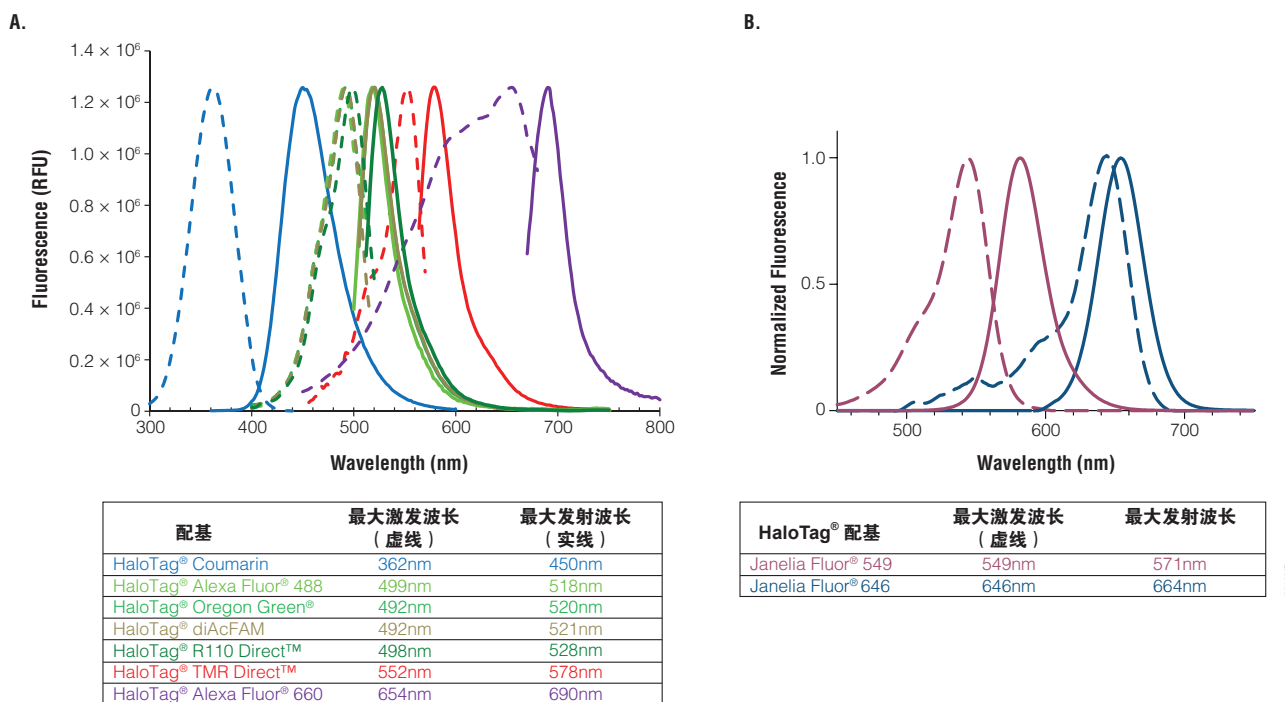 A.
1.4 × 10⁶
1.2 × 10⁶
1.0 × 10⁶
0.8 × 10⁶
0.6 × 10⁶
0.4 × 10⁶
0.2 × 10⁶
0
Fluorescence (RFU)
300 400 500 600 700 800
Wavelength (nm)
配基 最大激发波长（虚线） 最大发射波长（实线）
HaloTag® Coumarin 362nm 450nm
HaloTag® Alexa Fluor® 488 499nm 518nm
HaloTag® Oregon Green® 492nm 520nm
HaloTag® diAcFAM 492nm 521nm
HaloTag® R110 Direct™ 498nm 528nm
HaloTag® TMR Direct™ 552nm 578nm
HaloTag® Alexa Fluor® 660 654nm 690nm
B.
1.0
0.5
0
Normalized Fluorescence
500 600 700
Wavelength (nm)
HaloTag® 配基 最大激发波长（虚线） 最大发射波长
Janelia Fluor® 549 549nm 571nm
Janelia Fluor® 646 646nm 664nm